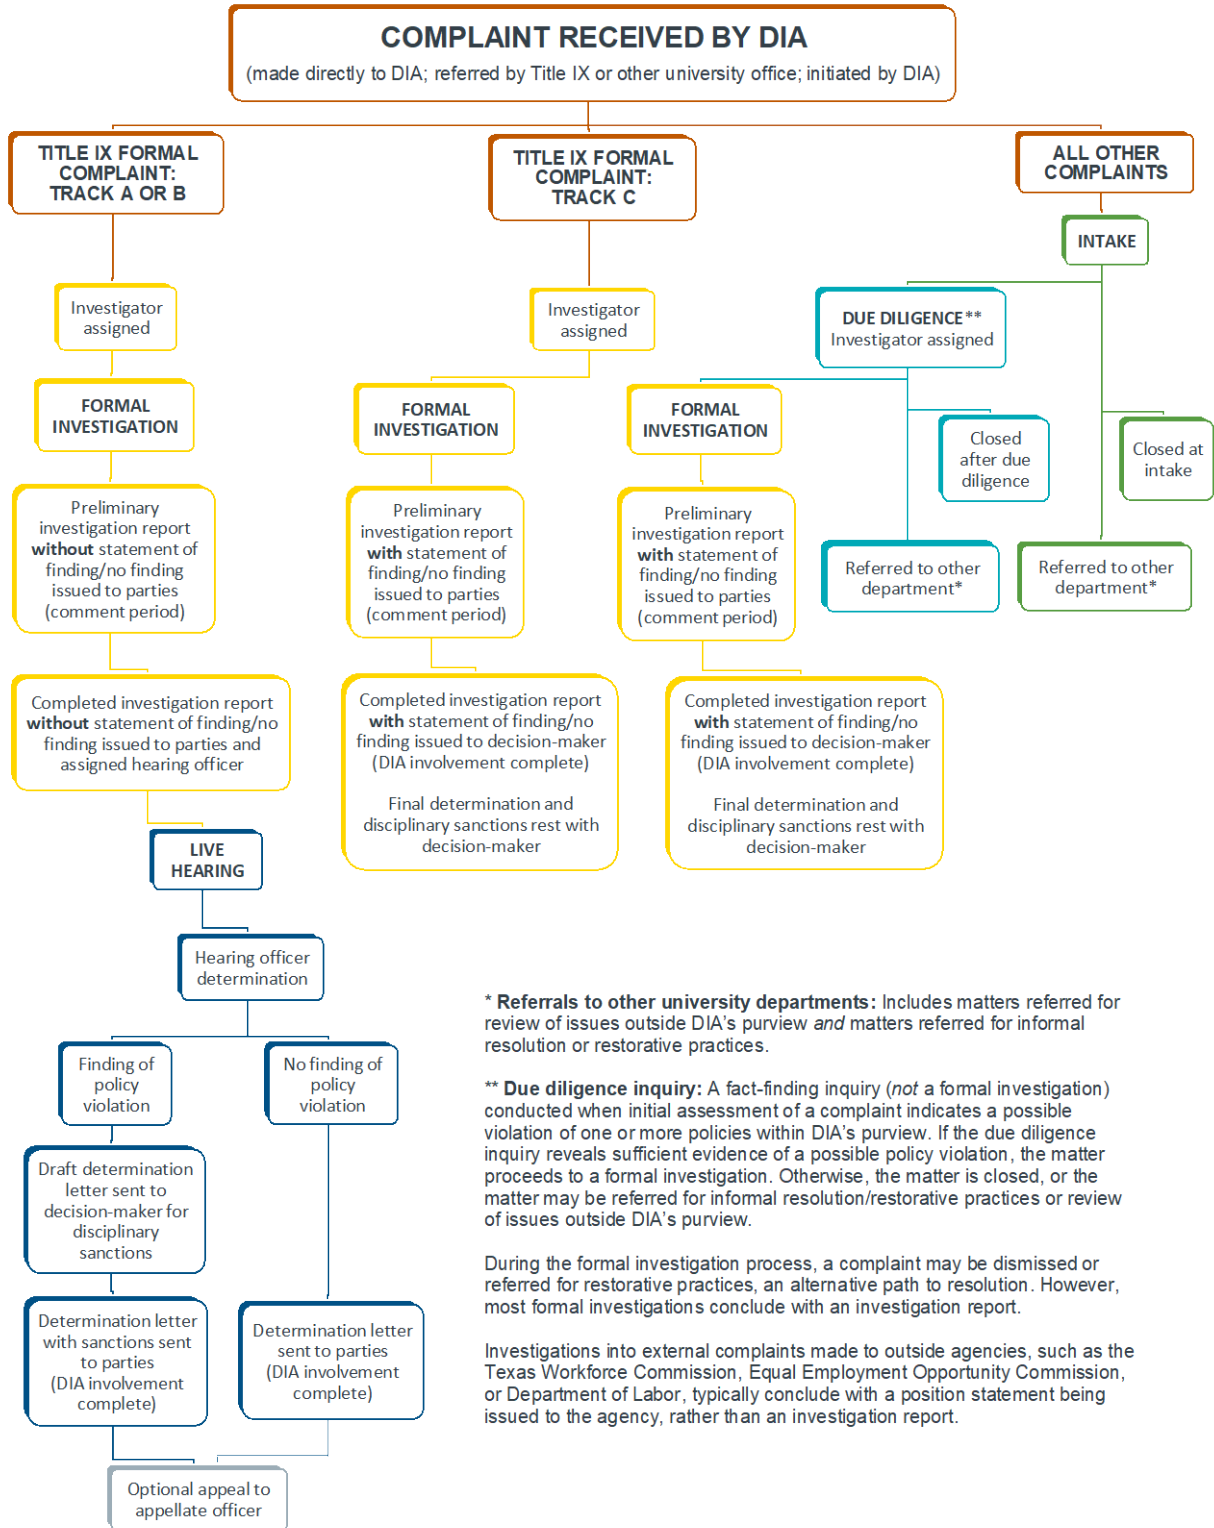 COMPLAINT RECEIVED BY DIA
(made directly to DIA; referred by Title IX or other university office; initiated by DIA)
TITLE IX FORMAL
COMPLAINT:
TRACK A OR B
Investigator
assigned
FORMAL
INVESTIGATION
Preliminary
investigation report
without statement of
finding/no finding
issued to parties
(comment period)
Completed investigation report
without statement of finding/no
finding issued to parties and
assigned hearing officer
LIVE
HEARING
Hearing officer
determination
Finding of
policy
violation
Draft determination
letter sent to
decision-maker for
disciplinary
sanctions
Determination letter
with sanctions sent
to parties
(DIA involvement
complete)
No finding of
policy
violation
Determination letter
sent to parties
(DIA involvement
complete)
Optional appeal to
appellate officer
TITLE IX FORMAL
COMPLAINT:
TRACK C
Investigator
assigned
FORMAL
INVESTIGATION
Preliminary
investigation report
with statement of
finding/no finding
issued to parties
(comment period)
Completed investigation report
with statement of finding/no
finding issued to decision-maker
(DIA involvement complete)
Final determination and
disciplinary sanctions rest with
decision-maker
ALL OTHER
COMPLAINTS
INTAKE
DUE DILIGENCE**
Investigator assigned
FORMAL
INVESTIGATION
Preliminary
investigation report
with statement of
finding/no finding
issued to parties
(comment period)
Completed investigation report
with statement of finding/no
finding issued to decision-maker
(DIA involvement complete)
Final determination and
disciplinary sanctions rest with
decision-maker
Closed
after due
diligence
Referred to other
department*
Closed at
intake
Referred to other
department*
* Referrals to other university departments: Includes matters referred for
review of issues outside DIA's purview and matters referred for informal
resolution or restorative practices.
** Due diligence inquiry: A fact-finding inquiry (not a formal investigation)
conducted when initial assessment of a complaint indicates a possible
violation of one or more policies within DIA's purview. If the due diligence
inquiry reveals sufficient evidence of a possible policy violation, the matter
proceeds to a formal investigation. Otherwise, the matter is closed, or the
matter may be referred for informal resolution/restorative practices or review
of issues outside DIA's purview.
During the formal investigation process, a complaint may be dismissed or
referred for restorative practices, an alternative path to resolution. However,
most formal investigations conclude with an investigation report.
Investigations into external complaints made to outside agencies, such as the
Texas Workforce Commission, Equal Employment Opportunity Commission,
or Department of Labor, typically conclude with a position statement being
issued to the agency, rather than an investigation report.